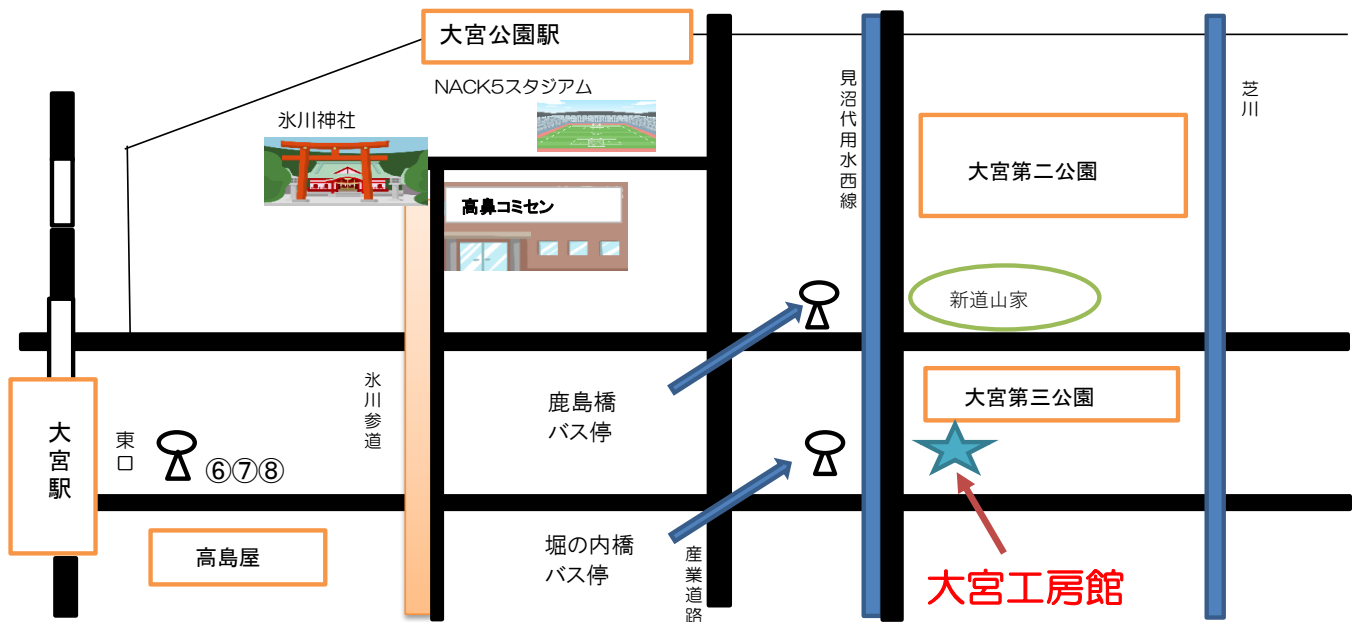 大宮公園駅
NACK5スタジアム
氷川神社
高鼻コミセン
見沼代用水西線
芝川
大宮第二公園
新道山家
大宮第三公園
氷川参道
鹿島橋
バス停
大宮駅
東口
⑥⑦⑧
高島屋
堀の内橋
バス停
産業道路
大宮工房館